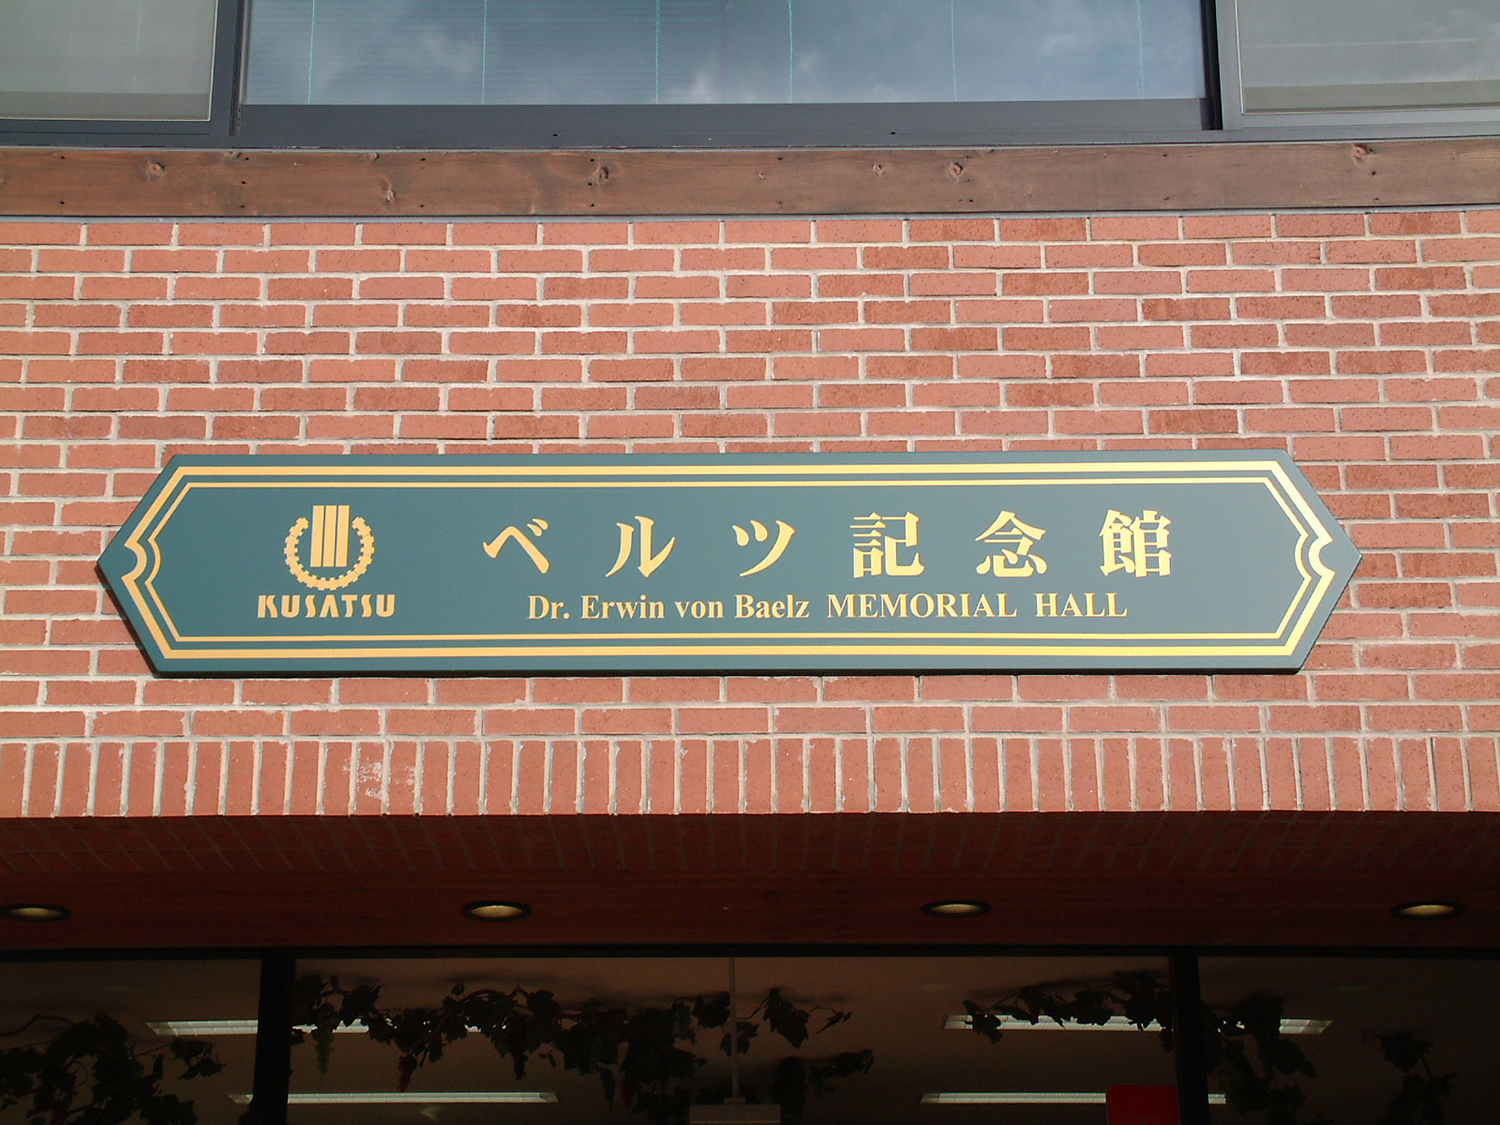 ベルツ記念館
KUSATSU
Dr. Erwin von Baelz MEMORIAL HALL